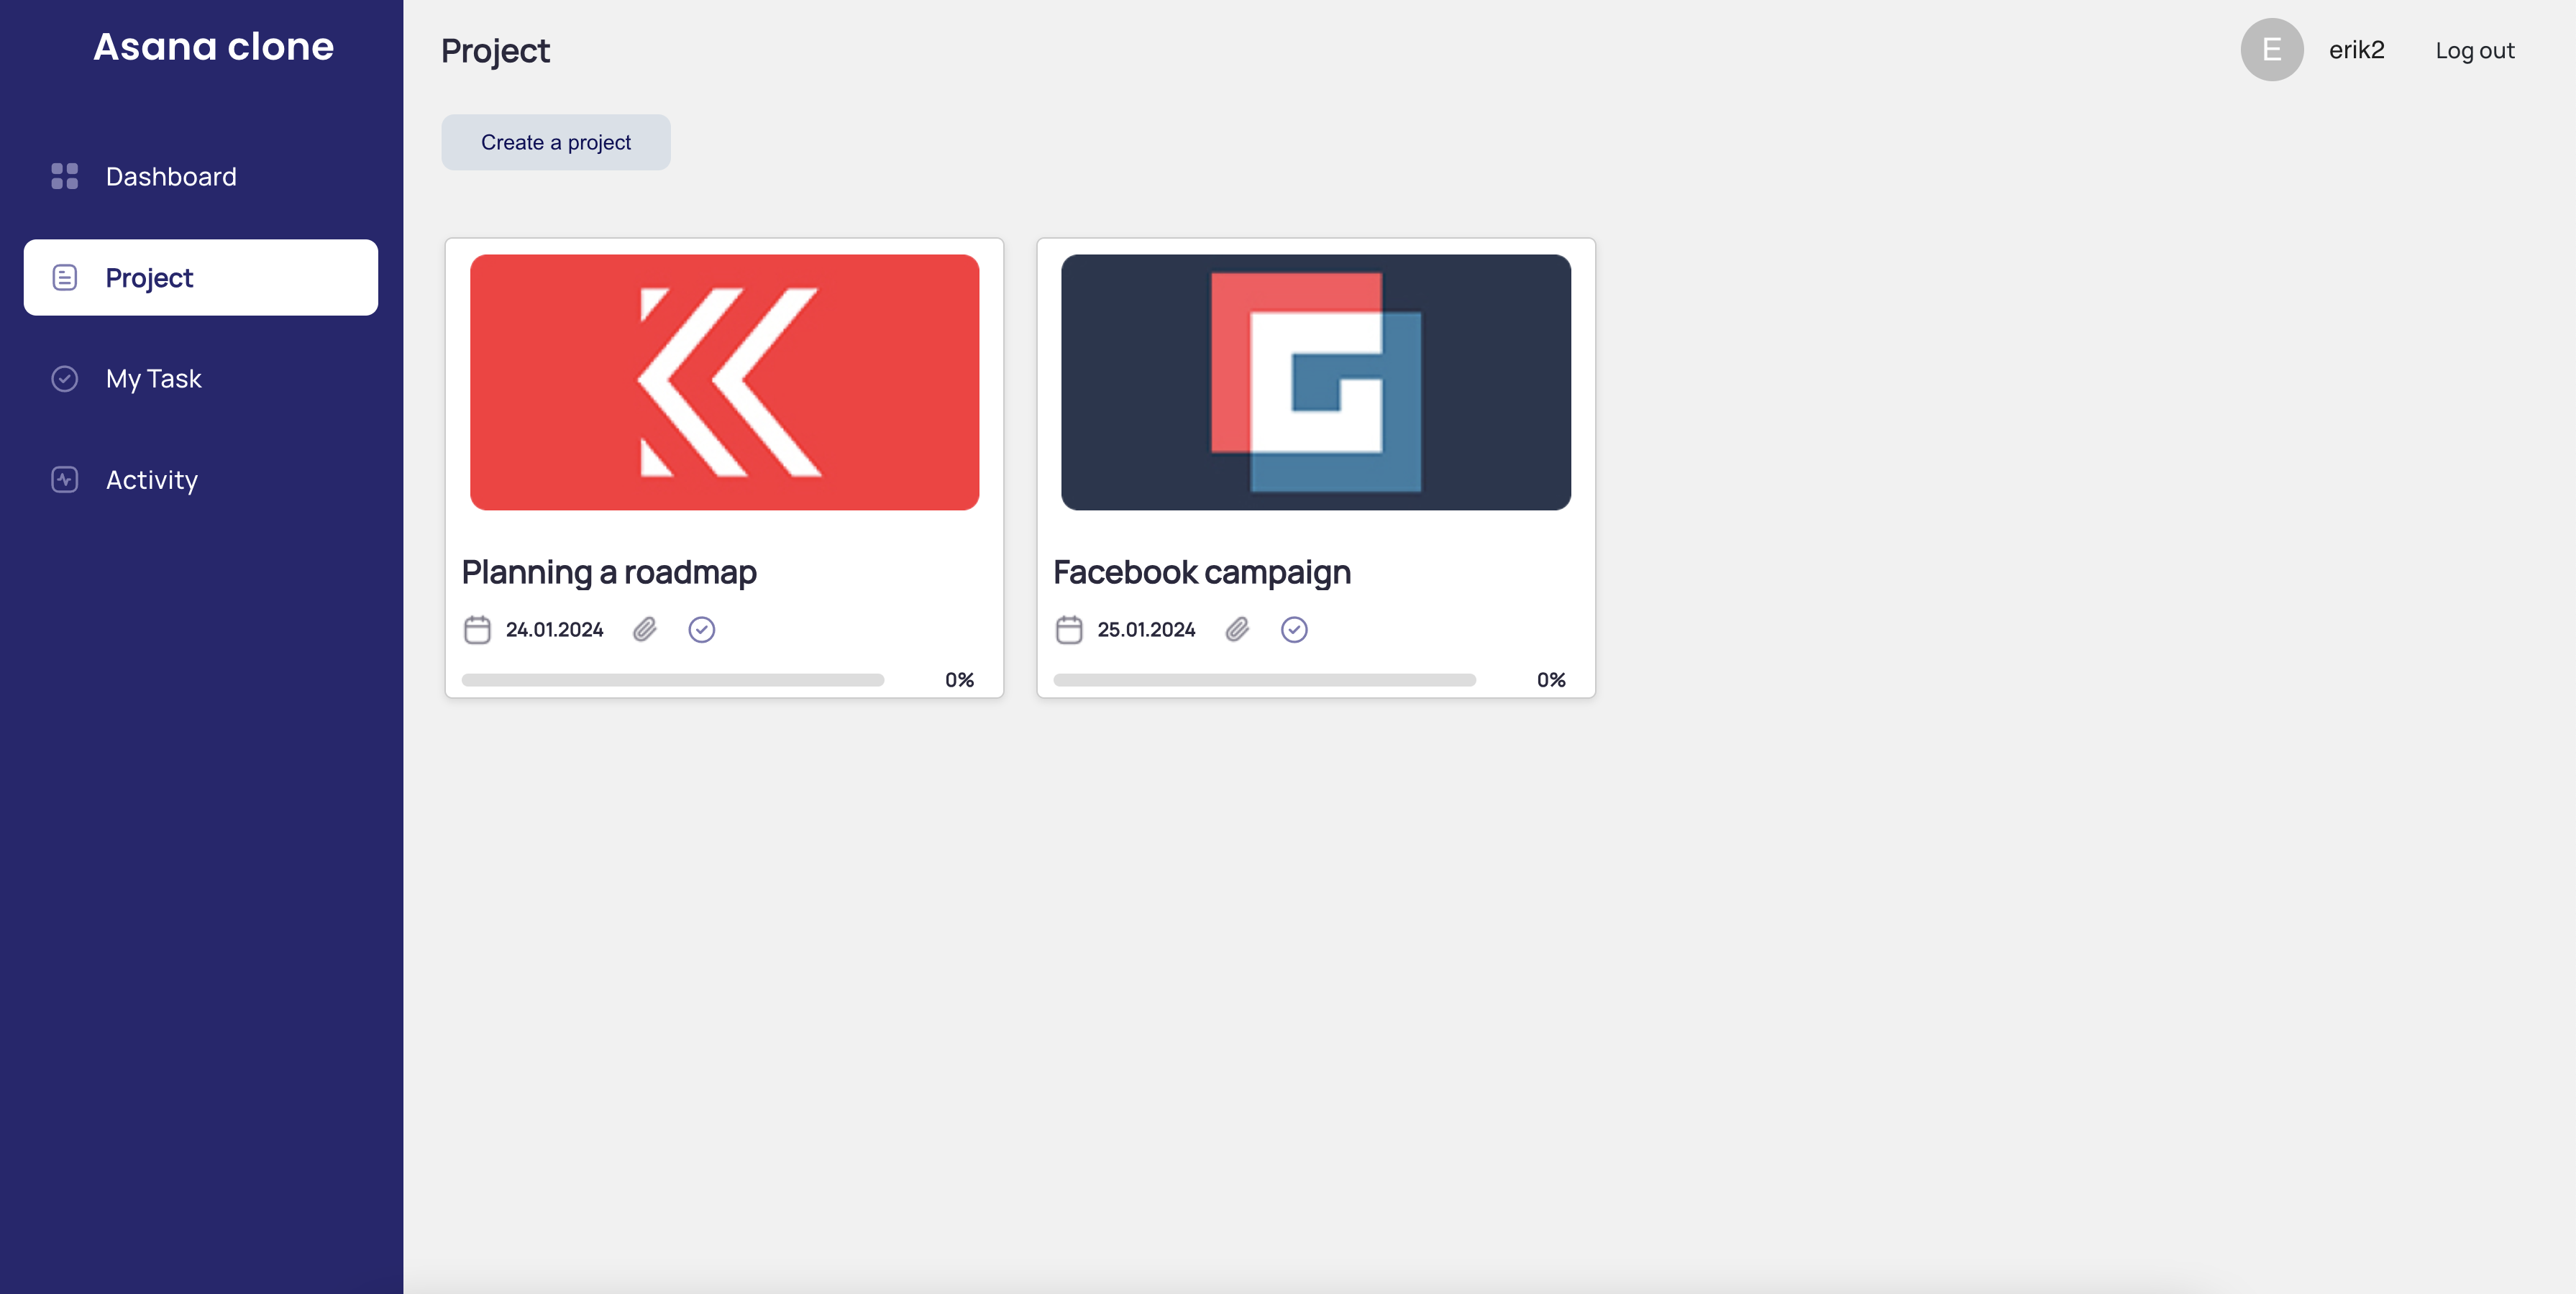 Asana clone
Dashboard
Project
My Task
Activity
Project
E erik2 Log out
Create a project
Planning a roadmap
24.01.2024
0%
Facebook campaign
25.01.2024
0%